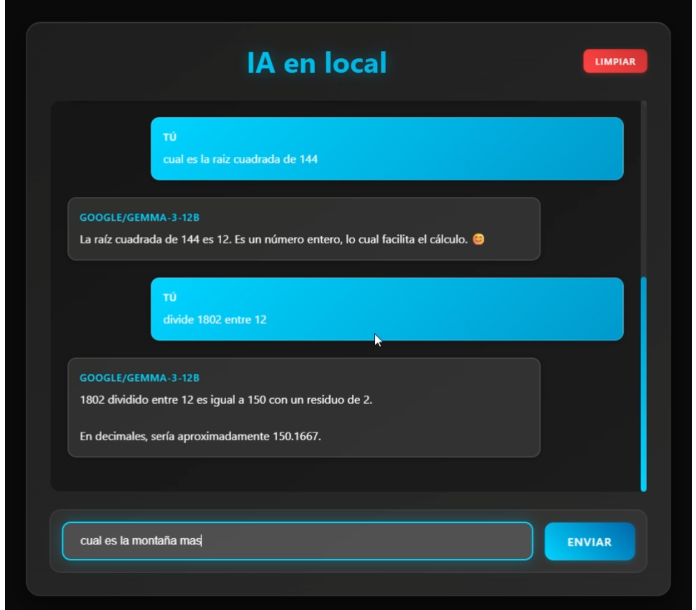 IA en local
LIMPIAR
TÚ
cual es la raiz cuadrada de 144
GOOGLE/GEMMA-3-12B
La raíz cuadrada de 144 es 12. Es un número entero, lo cual facilita el cálculo. 😊
TÚ
divide 1802 entre 12
GOOGLE/GEMMA-3-12B
1802 dividido entre 12 es igual a 150 con un residuo de 2.
En decimales, sería aproximadamente 150.1667.
cual es la montaña mas
ENVIAR